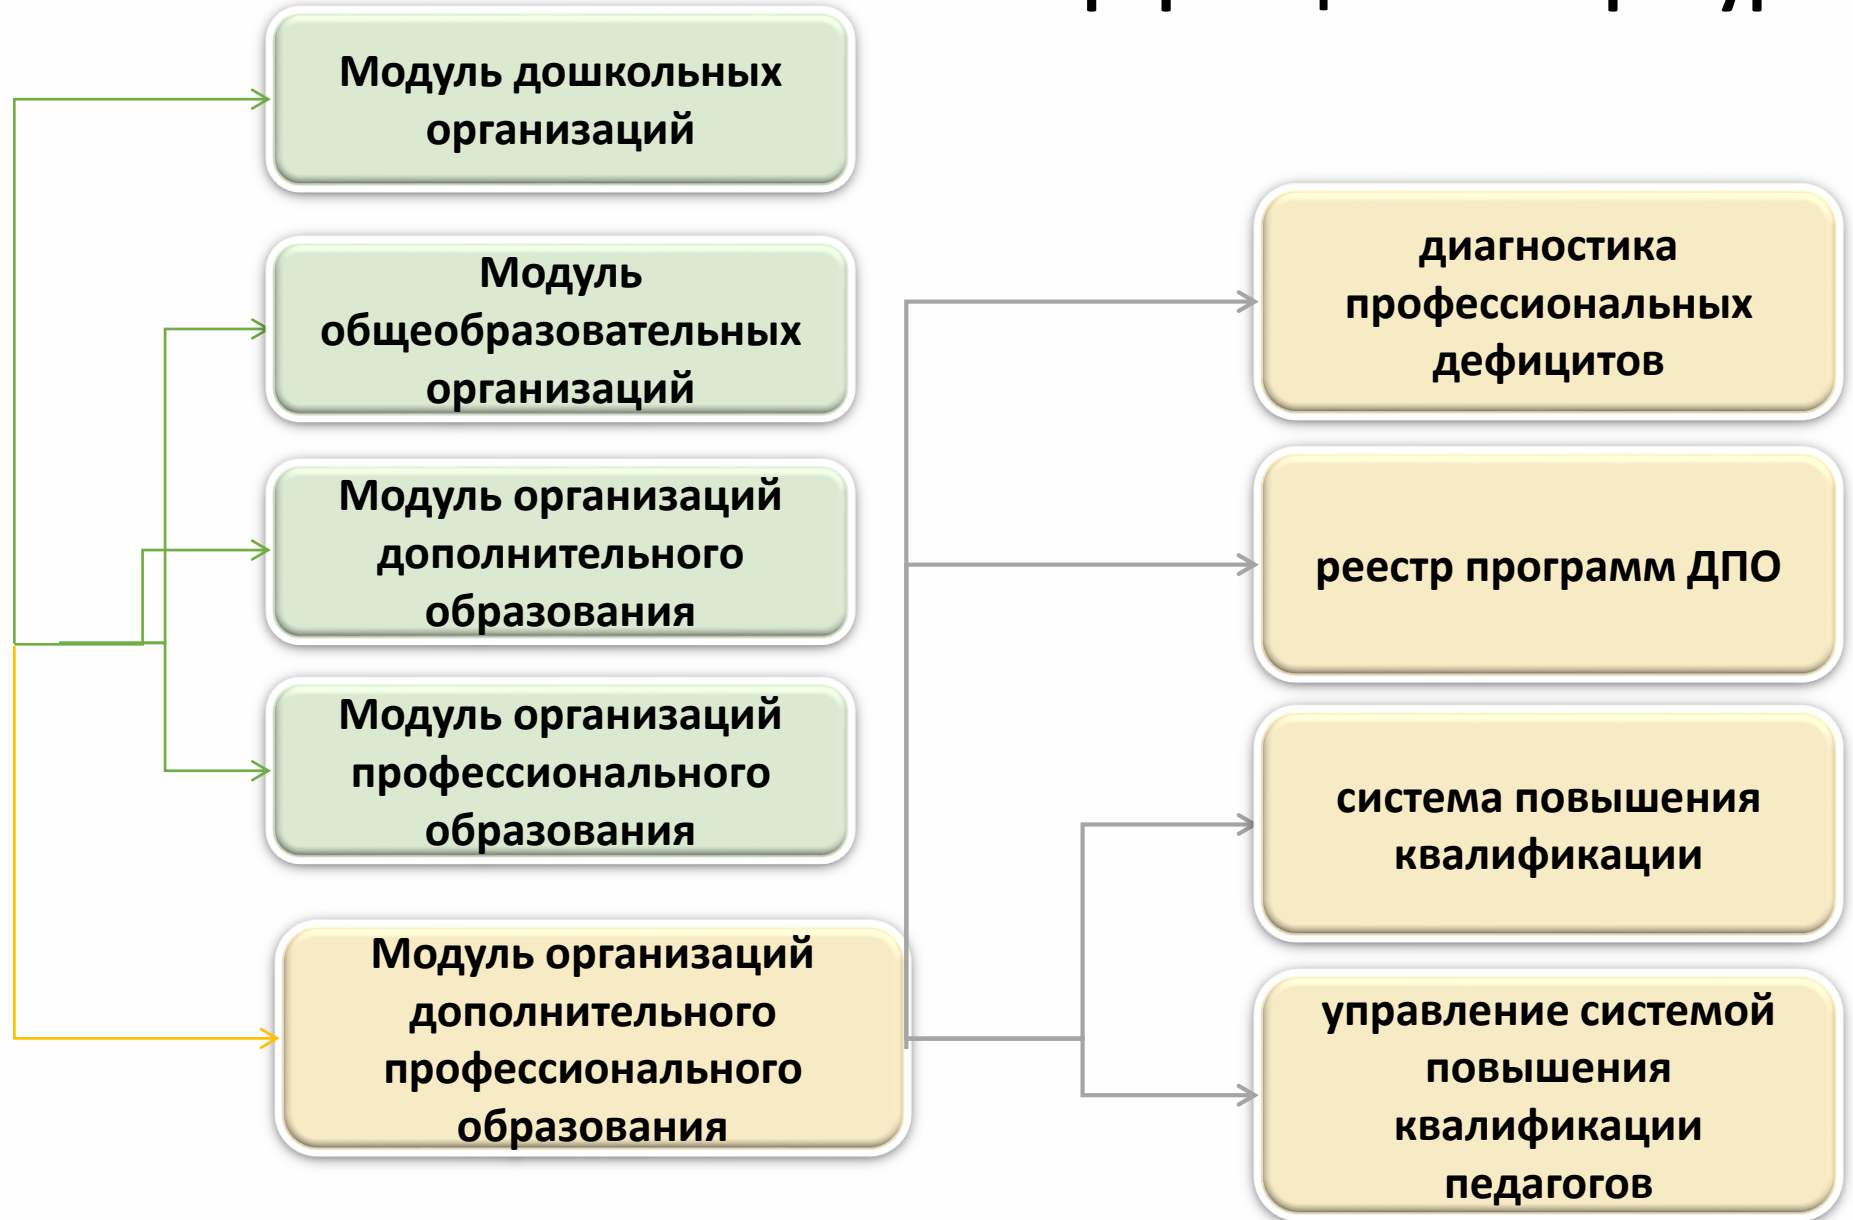 Модуль дошкольных
организаций
Модуль
общеобразовательных
организаций
Модуль организаций
дополнительного
образования
Модуль организаций
профессионального
образования
Модуль организаций
дополнительного
профессионального
образования
диагностика
профессиональных
дефицитов
реестр программ ДПО
система повышения
квалификации
управление системой
повышения
квалификации
педагогов